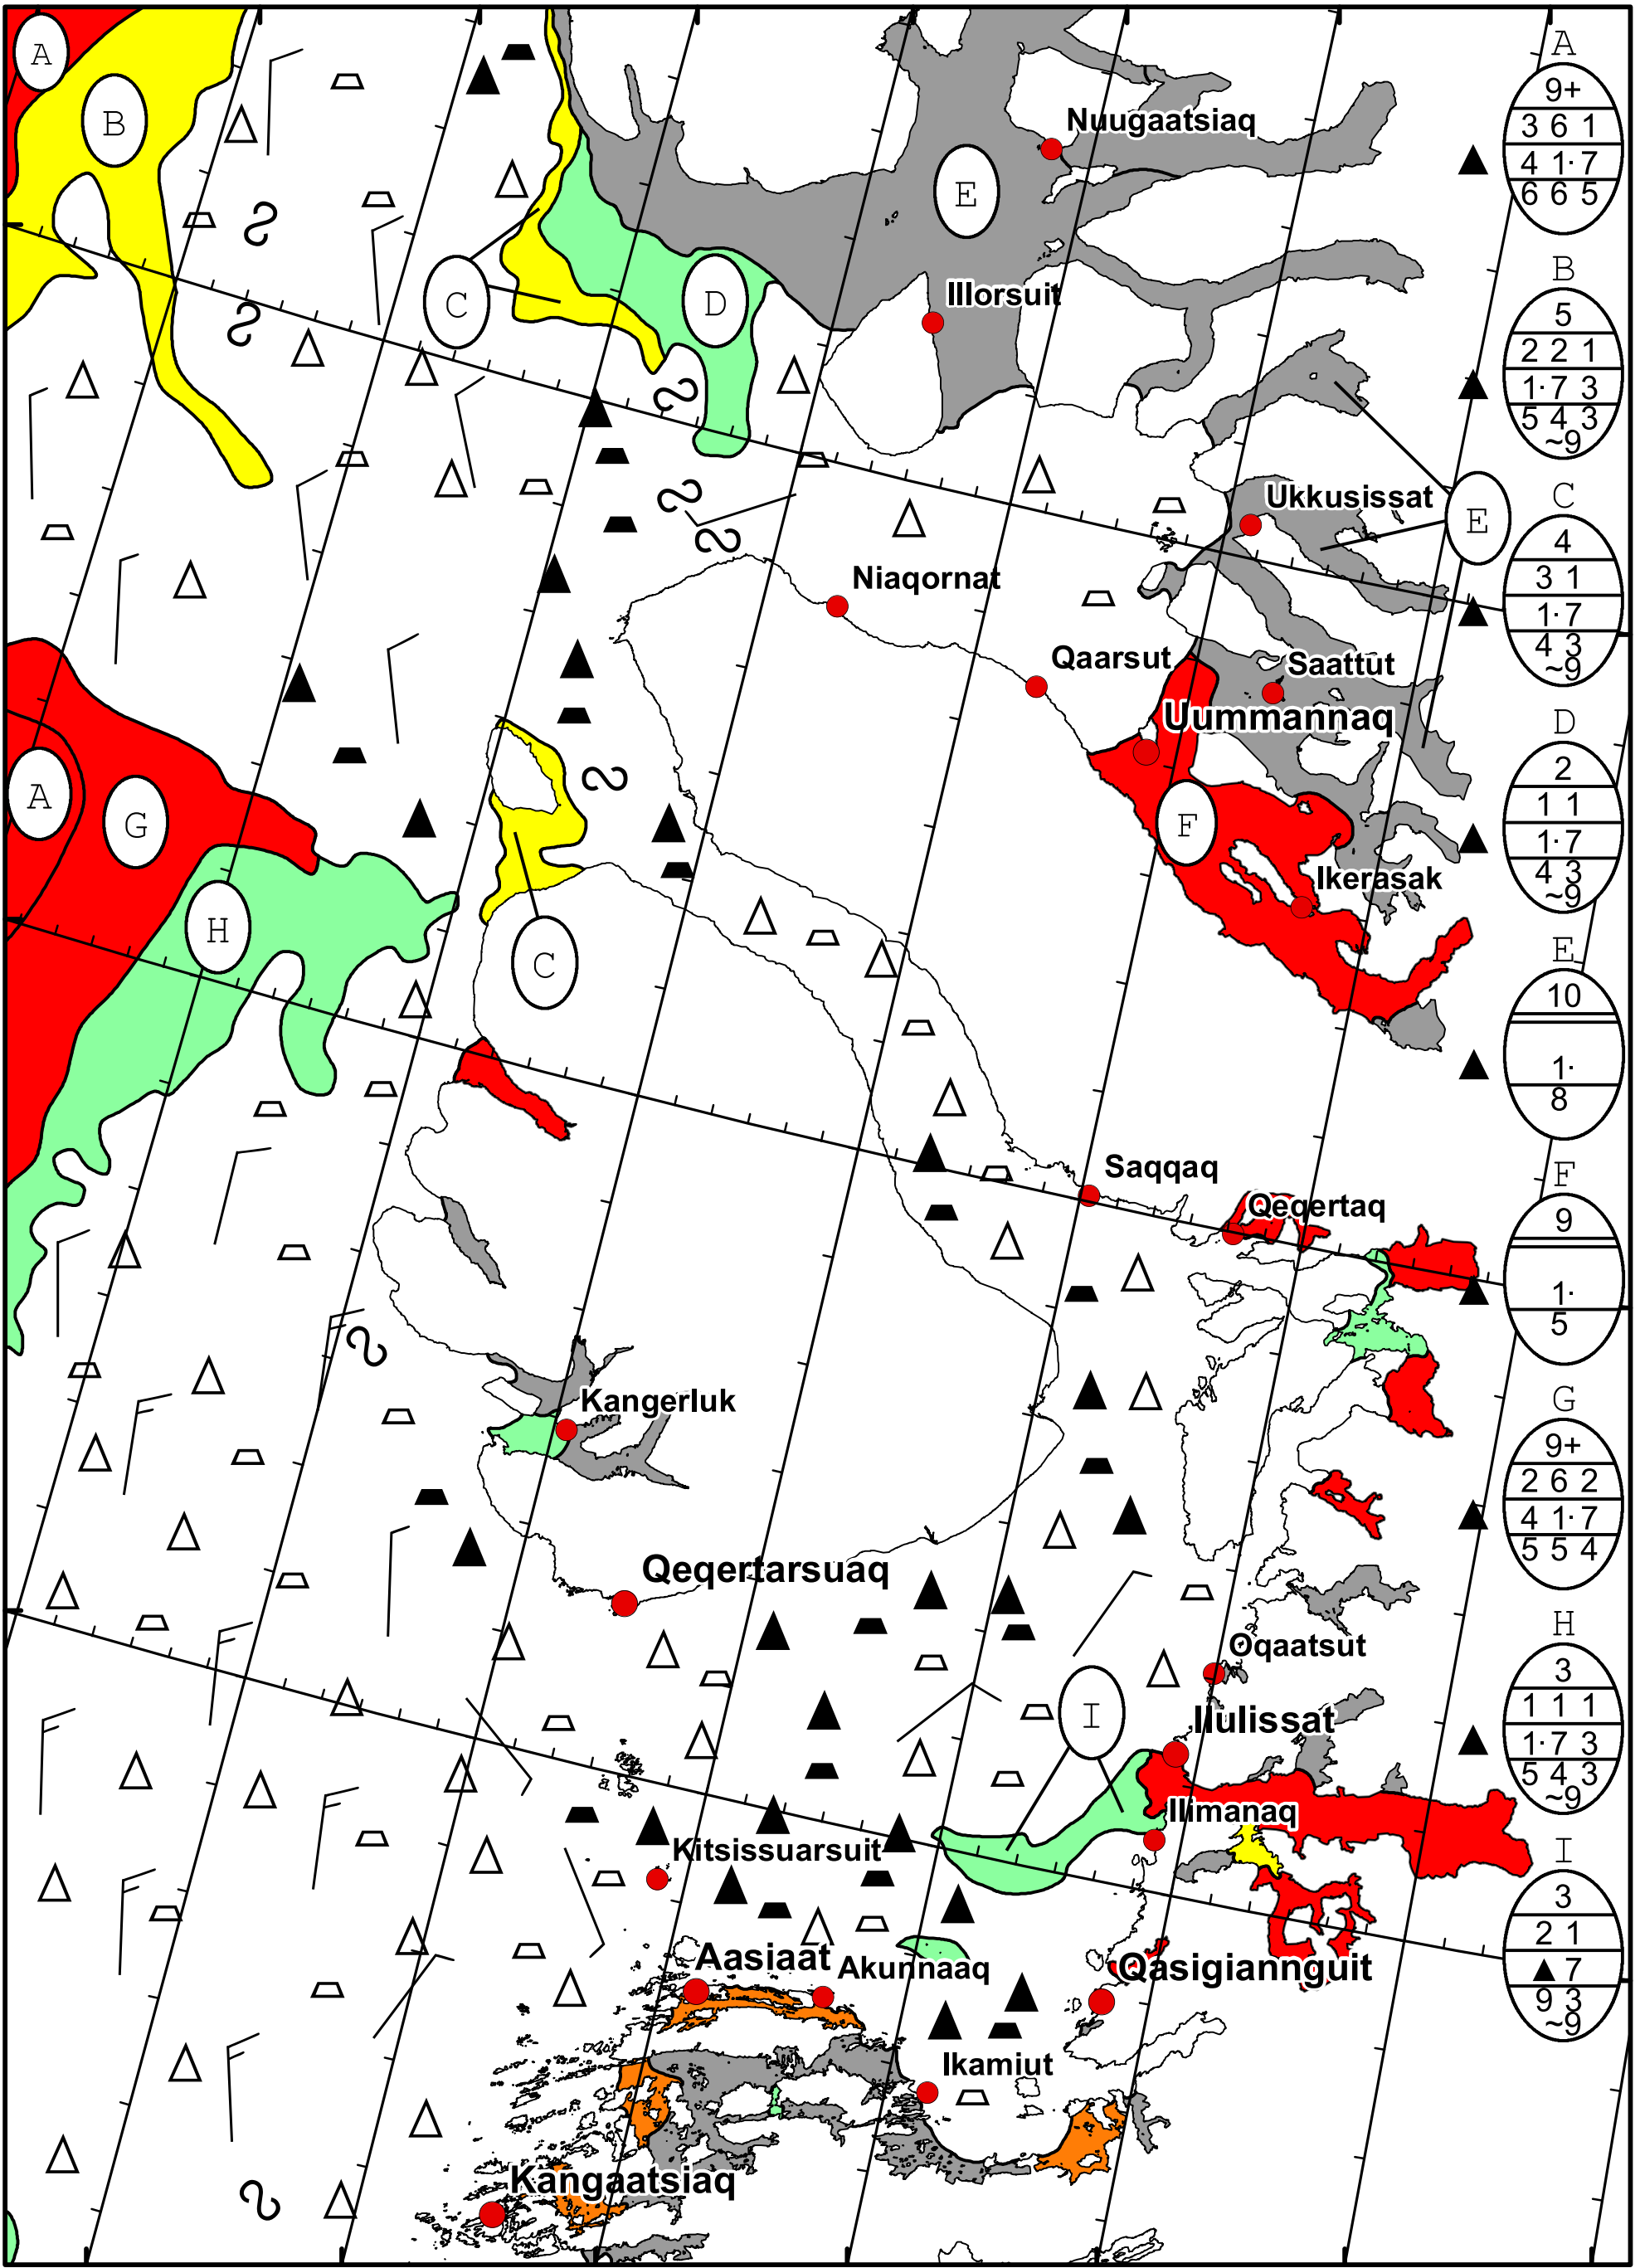 A
B
C
D
E
Nuugaatsiaq
Illorsuit
Ukkusissat
E
Niaqornat
Qaarsut
Saattut
Uummannaq
F
Ikerasak
A
G
H
C
Saqqaq
Qeqertaq
Kangerluk
Qeqertarsuaq
Oqaatsut
I
Ilulissat
Ilimanaq
Kitsissuarsuit
Aasiaat
Akunnaaq
Qasigiannguit
Ikamiut
Kangaatsiaq
A
9+
3 6 1
4 1· 7
6 6 5
B
5
2 2 1
1· 7 3
5 4 3
~9
C
4
3 1
1· 7
4 3
~9
D
2
1 1
1· 7
4 3
~9
E
10
1·
8
F
9
1·
5
G
9+
2 6 2
4 1· 7
5 5 4
H
3
1 1 1
1· 7 3
5 4 3
~9
I
3
2 1
▲ 7
9 3
~9